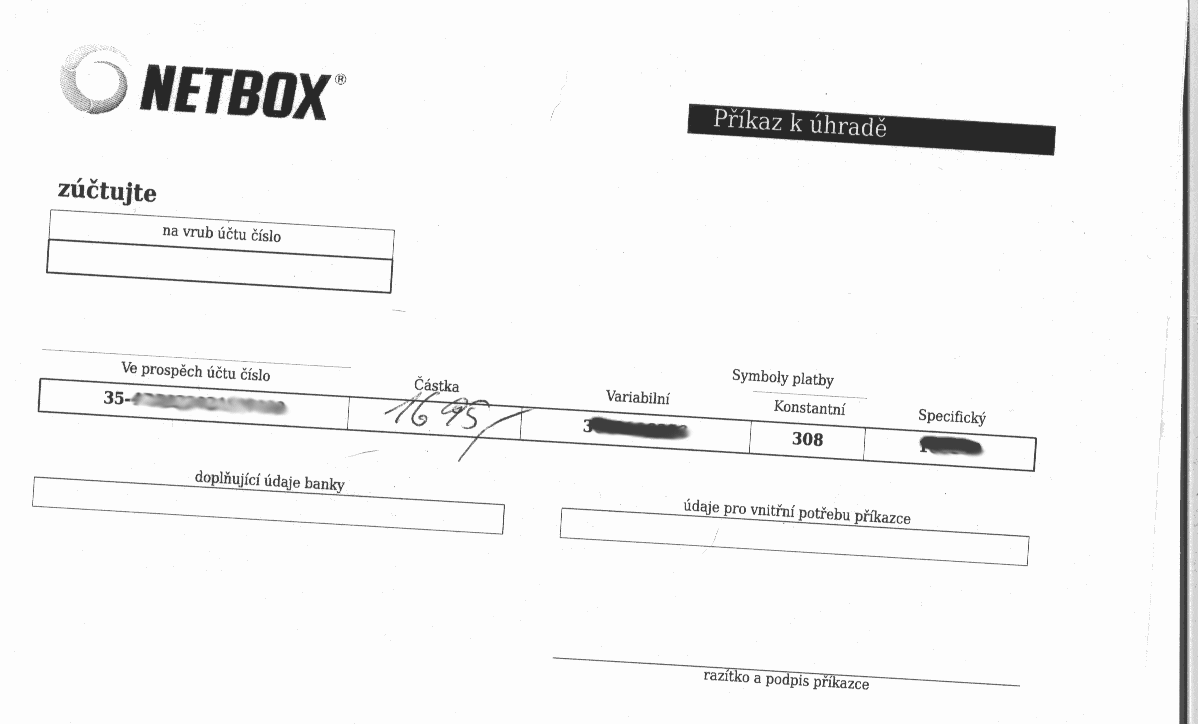 NETBOX®
Příkaz k úhradě
zúčtujte
na vrub účtu číslo
Symboly platby
Ve prospěch účtu číslo
Částka
Variabilní
Konstantní
Specifický
35-
1695
3
308
doplňující údaje banky
údaje pro vnitřní potřebu příkazce
razítko a podpis příkazce